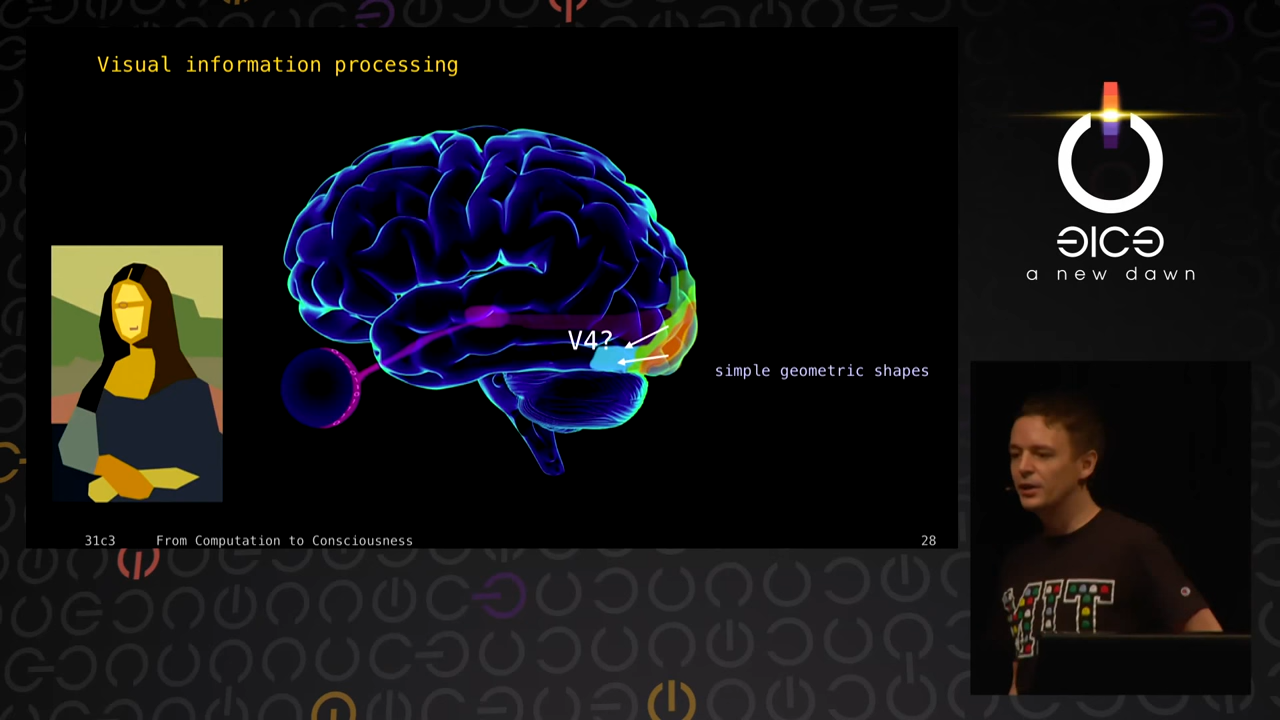 Visual information processing
V4?
simple geometric shapes
31c3 From Computation to Consciousness 28
a new dawn
MIT